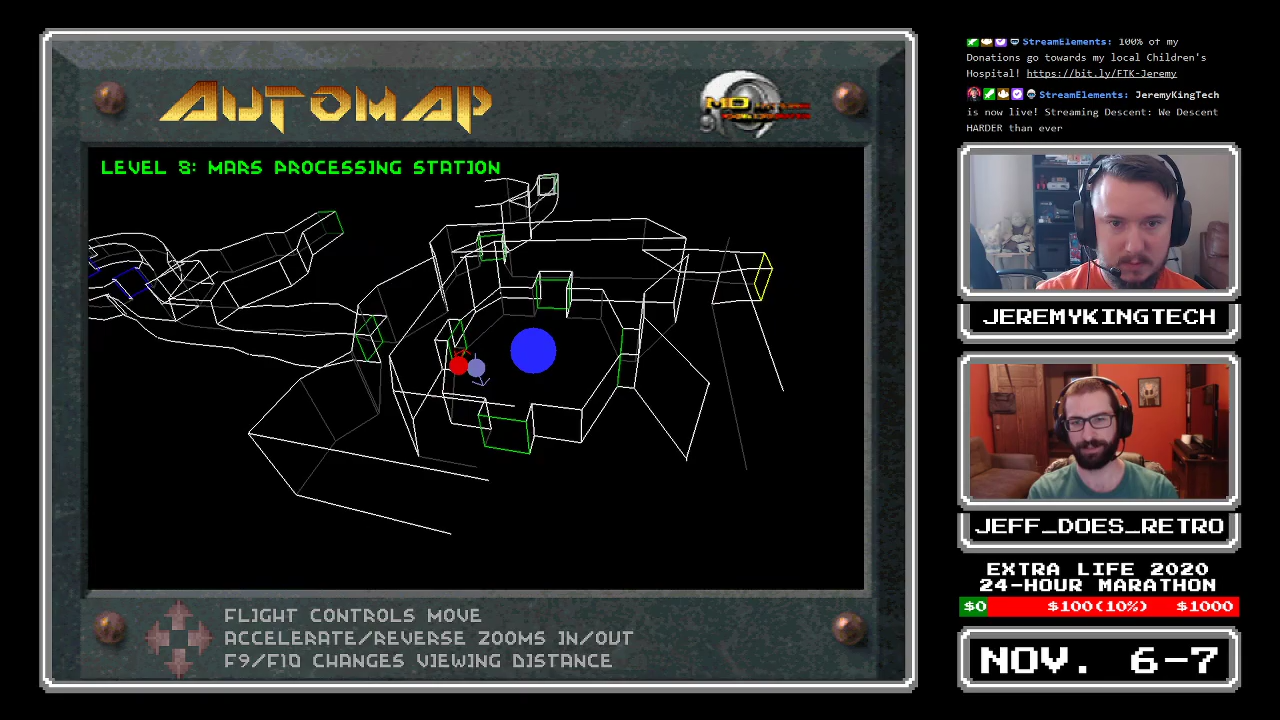 AUTOMAP
MD
LEVEL 8: MARS PROCESSING STATION
FLIGHT CONTROLS MOVE
ACCELERATE/REVERSE ZOOMS IN/OUT
F9/F10 CHANGES VIEWING DISTANCE
StreamElements: 100% of my
Donations go towards my local Children's
Hospital! https://bit.ly/FTK-Jeremy
StreamElements: JeremyKingTech
is now live! Streaming Descent: We Descent
HARDER than ever
JEREMYKINGTECH
JEFF_DOES_RETRO
EXTRA LIFE 2020
24-HOUR MARATHON
$0 $100(10%) $1000
NOV. 6-7